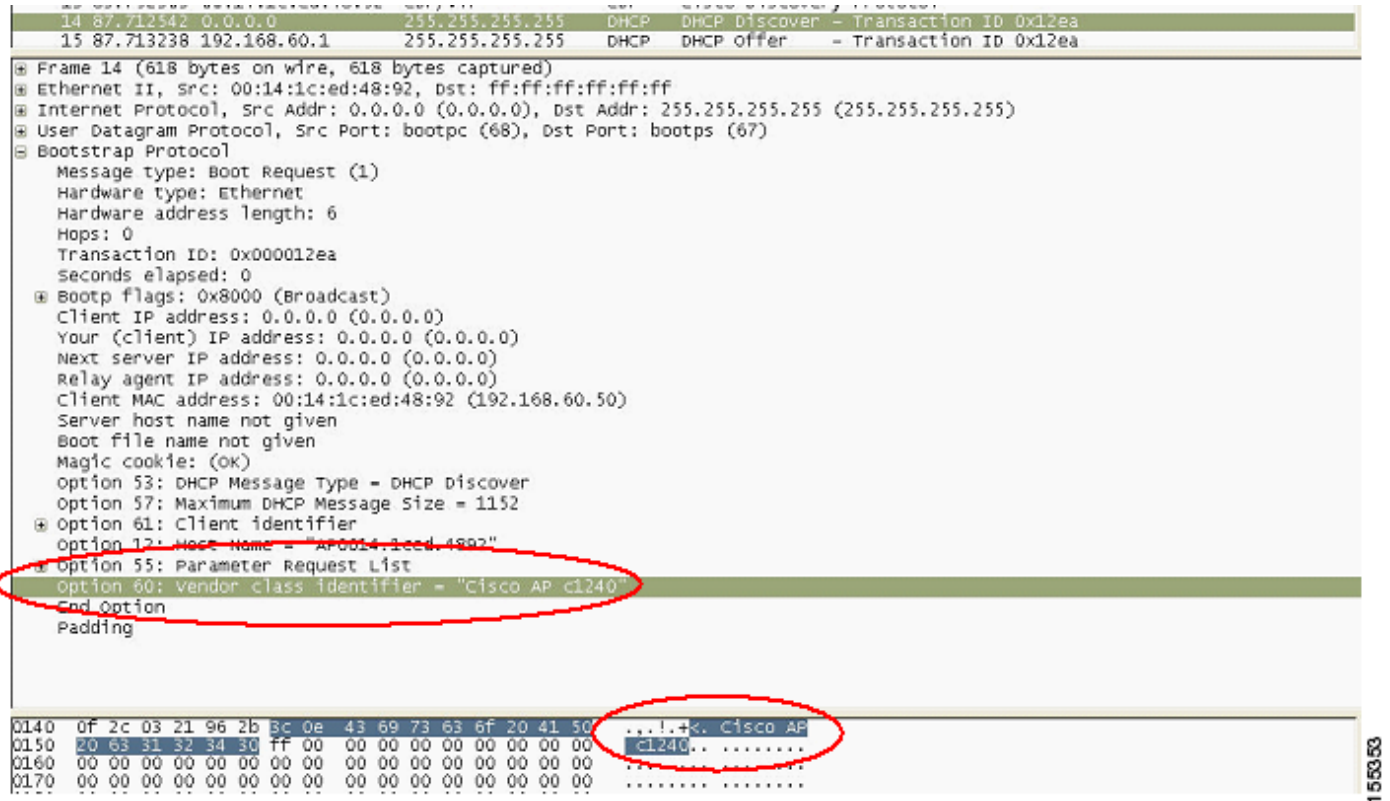 14 87.712542 0.0.0.0 255.255.255.255 DHCP DHCP Discover - Transaction ID 0x12ea
15 87.713238 192.168.60.1 255.255.255.255 DHCP DHCP Offer - Transaction ID 0x12ea
Frame 14 (618 bytes on wire, 618 bytes captured)
Ethernet II, Src: 00:14:1c:ed:48:92, Dst: ff:ff:ff:ff:ff:ff
Internet Protocol, Src Addr: 0.0.0.0 (0.0.0.0), Dst Addr: 255.255.255.255 (255.255.255.255)
User Datagram Protocol, Src Port: bootpc (68), Dst Port: bootps (67)
Bootstrap Protocol
Message type: Boot Request (1)
Hardware type: Ethernet
Hardware address length: 6
Hops: 0
Transaction ID: 0x000012ea
Seconds elapsed: 0
Bootp flags: 0x8000 (Broadcast)
Client IP address: 0.0.0.0 (0.0.0.0)
Your (client) IP address: 0.0.0.0 (0.0.0.0)
Next server IP address: 0.0.0.0 (0.0.0.0)
Relay agent IP address: 0.0.0.0 (0.0.0.0)
Client MAC address: 00:14:1c:ed:48:92 (192.168.60.50)
Server host name not given
Boot file name not given
Magic cookie: (OK)
Option 53: DHCP Message Type = DHCP Discover
Option 57: Maximum DHCP Message Size = 1152
Option 61: Client identifier
Option 12: Host Name = "AP0014.1ced.4892"
Option 55: Parameter Request List
Option 60: Vendor class identifier = "Cisco AP c1240"
End Option
Padding
0140 0f 2c 03 21 96 2b 3c 0e 43 69 73 63 6f 20 41 50 .,.!.+<. Cisco AP
0150 20 63 31 32 34 30 ff 00 00 00 00 00 00 00 00 00 c1240.. ........
0160 00 00 00 00 00 00 00 00 00 00 00 00 00 00 00 00 ........ ........
0170 00 00 00 00 00 00 00 00 00 00 00 00 00 00 00 00 ........ ........
155353